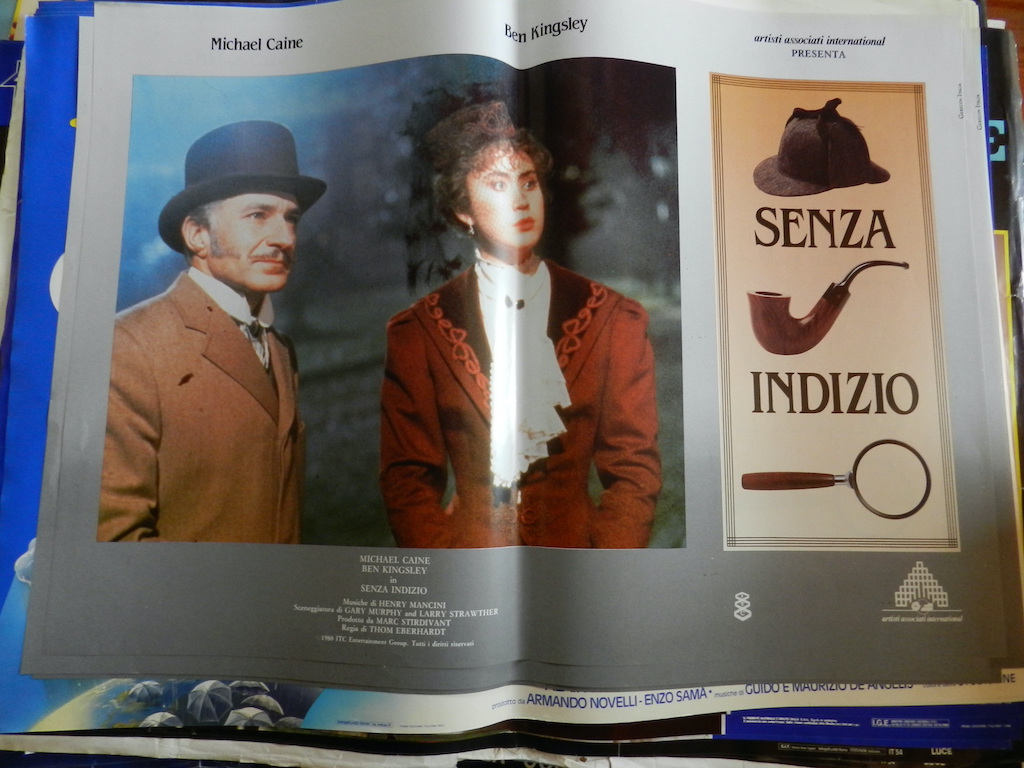 Michael Caine
Ben Kingsley
artisti associati international
PRESENTA
SENZA
INDIZIO
MICHAEL CAINE
BEN KINGSLEY
in
SENZA INDIZIO
Musiche di HENRY MANCINI
Sceneggiatura di GARY MURPHY and LARRY STRAWTHER
Prodotto da MARC STIRDIVANT
Regia di THOM EBERHARDT
©1988 ITC Entertainment Group. Tutti i diritti riservati
artisti associati international
prodotto da ARMANDO NOVELLI - ENZO SAMÀ • musiche di GUIDO E MAURIZIO DE ANGELIS
I.G.E
LUCE
E